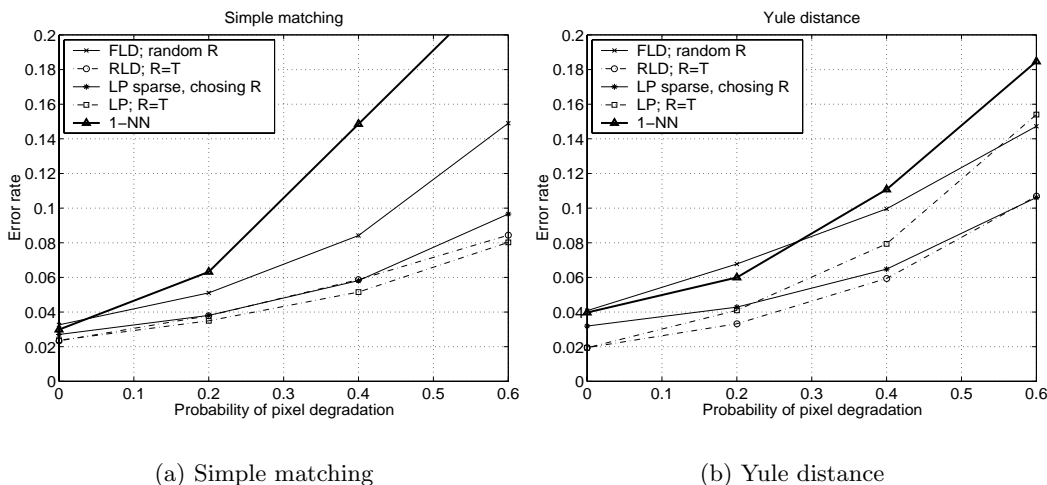 Simple matching
0.2
0.18
0.16
0.14
0.12
0.1
0.08
0.06
0.04
0.02
0
Error rate
FLD; random R
RLD; R=T
LP sparse, chosing R
LP; R=T
1−NN
0 0.1 0.2 0.3 0.4 0.5 0.6
Probability of pixel degradation
(a) Simple matching
Yule distance
0.2
0.18
0.16
0.14
0.12
0.1
0.08
0.06
0.04
0.02
0
Error rate
FLD; random R
RLD; R=T
LP sparse, chosing R
LP; R=T
1−NN
0 0.1 0.2 0.3 0.4 0.5 0.6
Probability of pixel degradation
(b) Yule distance